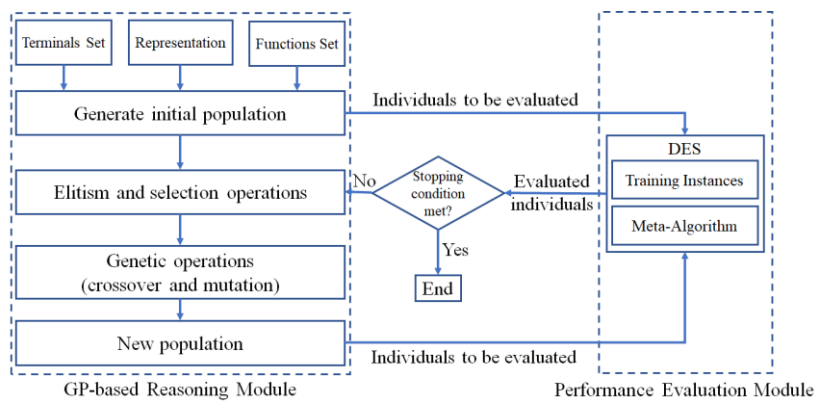 Terminals Set
Representation
Functions Set
Generate initial population
Individuals to be evaluated
DES
Training Instances
Meta-Algorithm
Elitism and selection operations
No
Stopping
condition
met?
Evaluated
individuals
Yes
End
Genetic operations
(crossover and mutation)
New population
Individuals to be evaluated
GP-based Reasoning Module
Performance Evaluation Module